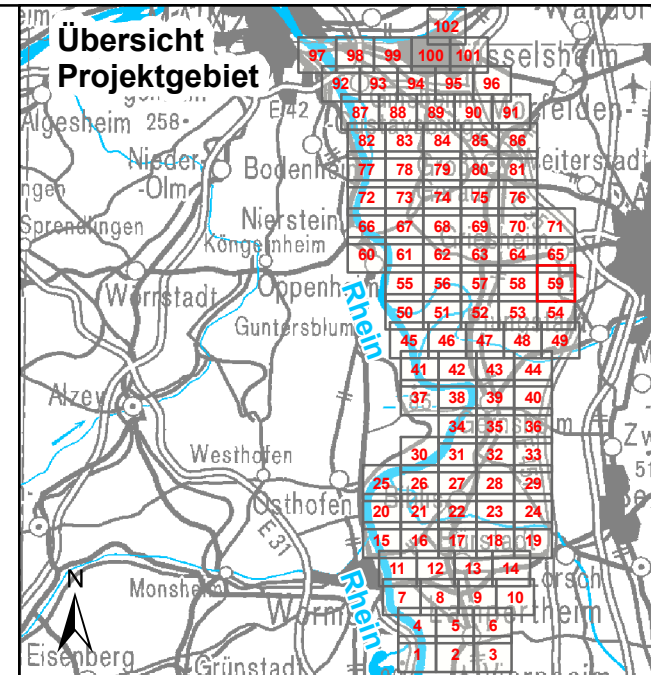 Übersicht
Projektgebiet
102
97 98 99 100 101
sselsheim
92 93 94 95 96
E 42
87 88 89 90 91
Algesheim 258
82 83 84 85 86
Nieder
-Olm
Bodenheim
77 78 79 80 81
Weiterstadt
72 73 74 75 76
Sprendlingen
Nierstein
66 67 68 69 70 71
Köngernheim
60 61 62 63 64 65
Wörrstadt
Oppenheim
55 56 57 58 59
Rhein
50 51 52 53 54
Guntersblum
45 46 47 48 49
41 42 43 44
Alzey
37 38 39 40
34 35 36
Westhofen
30 31 32 33
25 26 27 28 29
Osthofen
20 21 22 23 24
E 31
15 16 17 18 19
11 12 13 14
Lorsch
N
Monsheim
Rhein
Worms
7 8 9 10
4 5 6
Eisenberg
Grünstadt
1 2 3